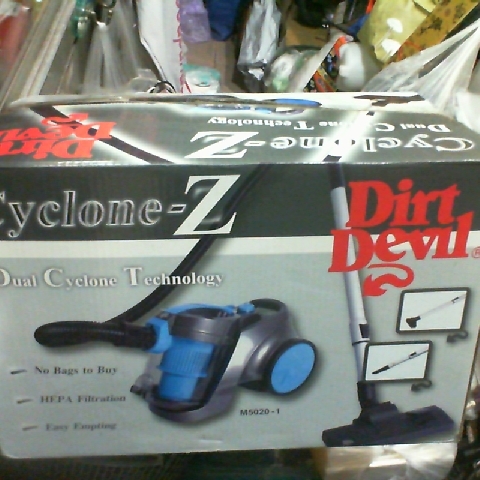 Dirt
Devil
Cyclone-Z
Dual Cyclone Technology
Cyclone-Z
Dirt
Devil®
Dual Cyclone Technology
No Bags to Buy
HEPA Filtration
Easy Empting
M5020-1